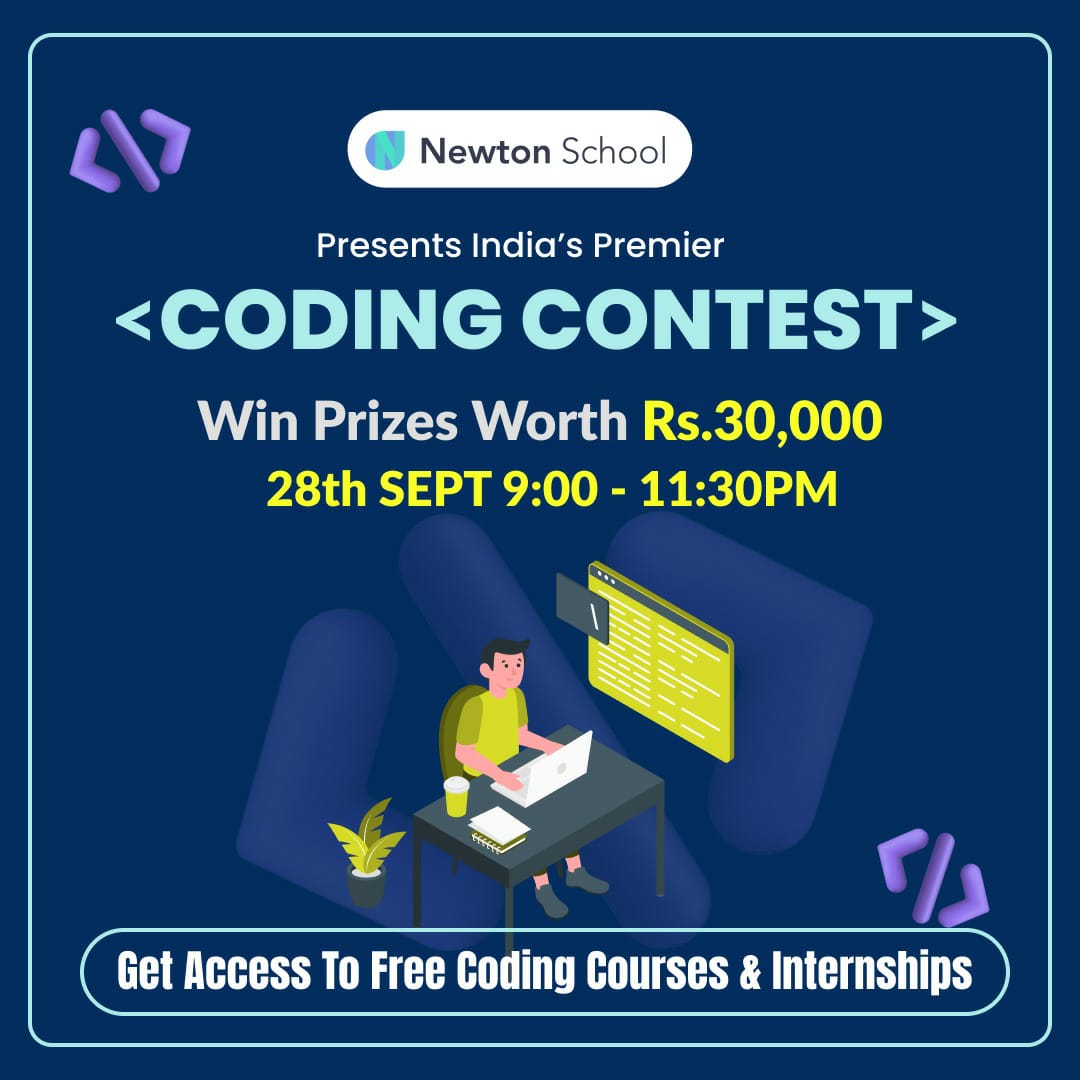 Newton School
Presents India's Premier
<CODING CONTEST>
Win Prizes Worth Rs.30,000
28th SEPT 9:00 - 11:30PM
Get Access To Free Coding Courses & Internships